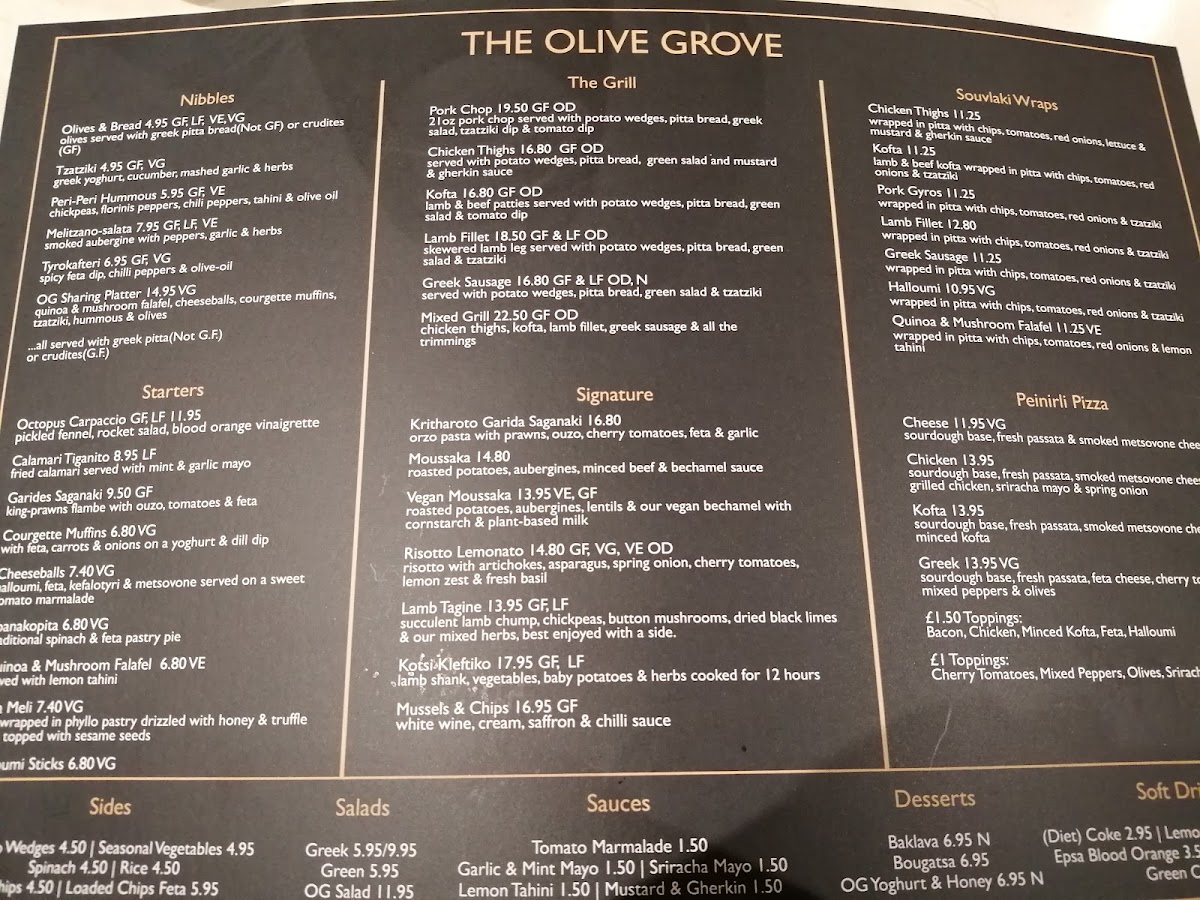 THE OLIVE GROVE
Nibbles
Olives & Bread 4.95 GF, LF, VE, VG
olives served with greek pitta bread(Not GF) or crudites
(GF)
Tzatziki 4.95 GF, VG
greek yoghurt, cucumber, mashed garlic & herbs
Peri-Peri Hummous 5.95 GF, VE
chickpeas, florinis peppers, chili peppers, tahini & olive oil
Melitzano-salata 7.95 GF, LF, VE
smoked aubergine with peppers, garlic & herbs
Tyrokafteri 6.95 GF, VG
spicy feta dip, chilli peppers & olive-oil
OG Sharing Platter 14.95 VG
quinoa & mushroom falafel, cheeseballs, courgette muffins,
tzatziki, hummous & olives
...all served with greek pitta(Not G.F.)
or crudites(G.F.)
Starters
Octopus Carpaccio GF, LF 11.95
pickled fennel, rocket salad, blood orange vinaigrette
Calamari Tiganito 8.95 LF
fried calamari served with mint & garlic mayo
Garides Saganaki 9.50 GF
king-prawns flambe with ouzo, tomatoes & feta
Courgette Muffins 6.80 VG
with feta, carrots & onions on a yoghurt & dill dip
Cheeseballs 7.40 VG
halloumi, feta, kefalotyri & metsovone served on a sweet
tomato marmalade
panakopita 6.80 VG
ditional spinach & feta pastry pie
uinoa & Mushroom Falafel 6.80 VE
ved with lemon tahini
Meli 7.40 VG
wrapped in phyllo pastry drizzled with honey & truffle
topped with sesame seeds
oumi Sticks 6.80 VG
The Grill
Pork Chop 19.50 GF OD
21oz pork chop served with potato wedges, pitta bread, greek
salad, tzatziki dip & tomato dip
Chicken Thighs 16.80 GF OD
served with potato wedges, pitta bread, green salad and mustard
& gherkin sauce
Kofta 16.80 GF OD
lamb & beef patties served with potato wedges, pitta bread, green
salad & tomato dip
Lamb Fillet 18.50 GF & LF OD
skewered lamb leg served with potato wedges, pitta bread, green
salad & tzatziki
Greek Sausage 16.80 GF & LF OD, N
served with potato wedges, pitta bread, green salad & tzatziki
Mixed Grill 22.50 GF OD
chicken thighs, kofta, lamb fillet, greek sausage & all the
trimmings
Signature
Kritharoto Garida Saganaki 16.80
orzo pasta with prawns, ouzo, cherry tomatoes, feta & garlic
Moussaka 14.80
roasted potatoes, aubergines, minced beef & bechamel sauce
Vegan Moussaka 13.95 VE, GF
roasted potatoes, aubergines, lentils & our vegan bechamel with
cornstarch & plant-based milk
Risotto Lemonato 14.80 GF, VG, VE OD
risotto with artichokes, asparagus, spring onion, cherry tomatoes,
lemon zest & fresh basil
Lamb Tagine 13.95 GF, LF
succulent lamb chump, chickpeas, button mushrooms, dried black limes
& our mixed herbs, best enjoyed with a side.
Kotsi Kleftiko 17.95 GF, LF
lamb shank, vegetables, baby potatoes & herbs cooked for 12 hours
Mussels & Chips 16.95 GF
white wine, cream, saffron & chilli sauce
Souvlaki Wraps
Chicken Thighs 11.25
wrapped in pitta with chips, tomatoes, red onions, lettuce &
mustard & gherkin sauce
Kofta 11.25
lamb & beef kofta wrapped in pitta with chips, tomatoes, red
onions & tzatziki
Pork Gyros 11.25
wrapped in pitta with chips, tomatoes, red onions & tzatziki
Lamb Fillet 12.80
wrapped in pitta with chips, tomatoes, red onions & tzatziki
Greek Sausage 11.25
wrapped in pitta with chips, tomatoes, red onions & tzatziki
Halloumi 10.95 VG
wrapped in pitta with chips, tomatoes, red onions & tzatziki
Quinoa & Mushroom Falafel 11.25 VE
wrapped in pitta with chips, tomatoes, red onions & lemon
tahini
Peinirli Pizza
Cheese 11.95 VG
sourdough base, fresh passata & smoked metsovone chee
Chicken 13.95
sourdough base, fresh passata, smoked metsovone chees
grilled chicken, sriracha mayo & spring onion
Kofta 13.95
sourdough base, fresh passata, smoked metsovone che
minced kofta
Greek 13.95 VG
sourdough base, fresh passata, feta cheese, cherry to
mixed peppers & olives
£1.50 Toppings:
Bacon, Chicken, Minced Kofta, Feta, Halloumi
£1 Toppings:
Cherry Tomatoes, Mixed Peppers, Olives, Srirach
Sides
Wedges 4.50 | Seasonal Vegetables 4.95
Spinach 4.50 | Rice 4.50
hips 4.50 | Loaded Chips Feta 5.95
Salads
Greek 5.95/9.95
Green 5.95
OG Salad 11.95
Sauces
Tomato Marmalade 1.50
Garlic & Mint Mayo 1.50 | Sriracha Mayo 1.50
Lemon Tahini 1.50 | Mustard & Gherkin 1.50
Desserts
Baklava 6.95 N
Bougatsa 6.95
OG Yoghurt & Honey 6.95 N
Soft Dri
(Diet) Coke 2.95 | Lemo
Epsa Blood Orange 3.5
Green